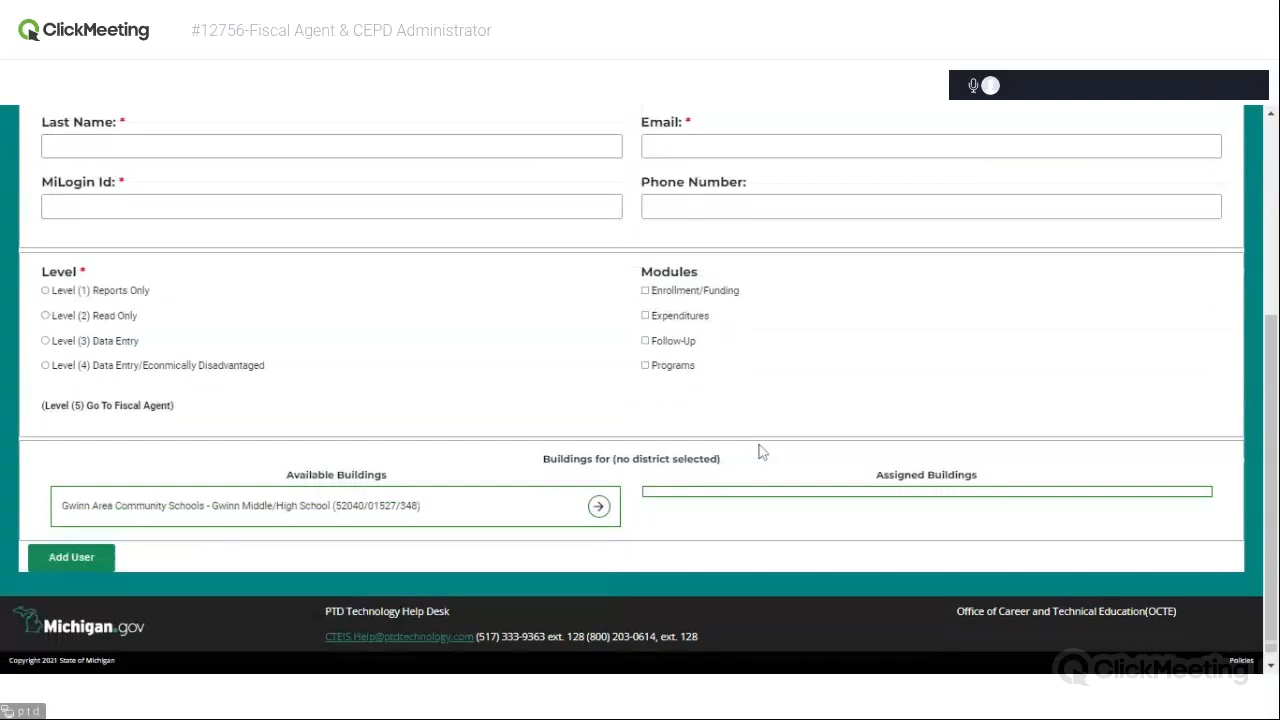 ClickMeeting #12756-Fiscal Agent & CEPD Administrator
Last Name: * Email: *
MiLogin Id: * Phone Number:
Level * Modules
Level (1) Reports Only Enrollment/Funding
Level (2) Read Only Expenditures
Level (3) Data Entry Follow-Up
Level (4) Data Entry/Econmically Disadvantaged Programs
(Level (5) Go To Fiscal Agent)
Buildings for (no district selected)
Available Buildings Assigned Buildings
Gwinn Area Community Schools - Gwinn Middle/High School (52040/01527/348)
Add User
PTD Technology Help Desk Office of Career and Technical Education(OCTE)
Michigan.gov CTEIS.Help@ptdtechnology.com (517) 333-9363 ext. 128 (800) 203-0614, ext. 128
Copyright 2021 State of Michigan Policies
ClickMeeting
ptd